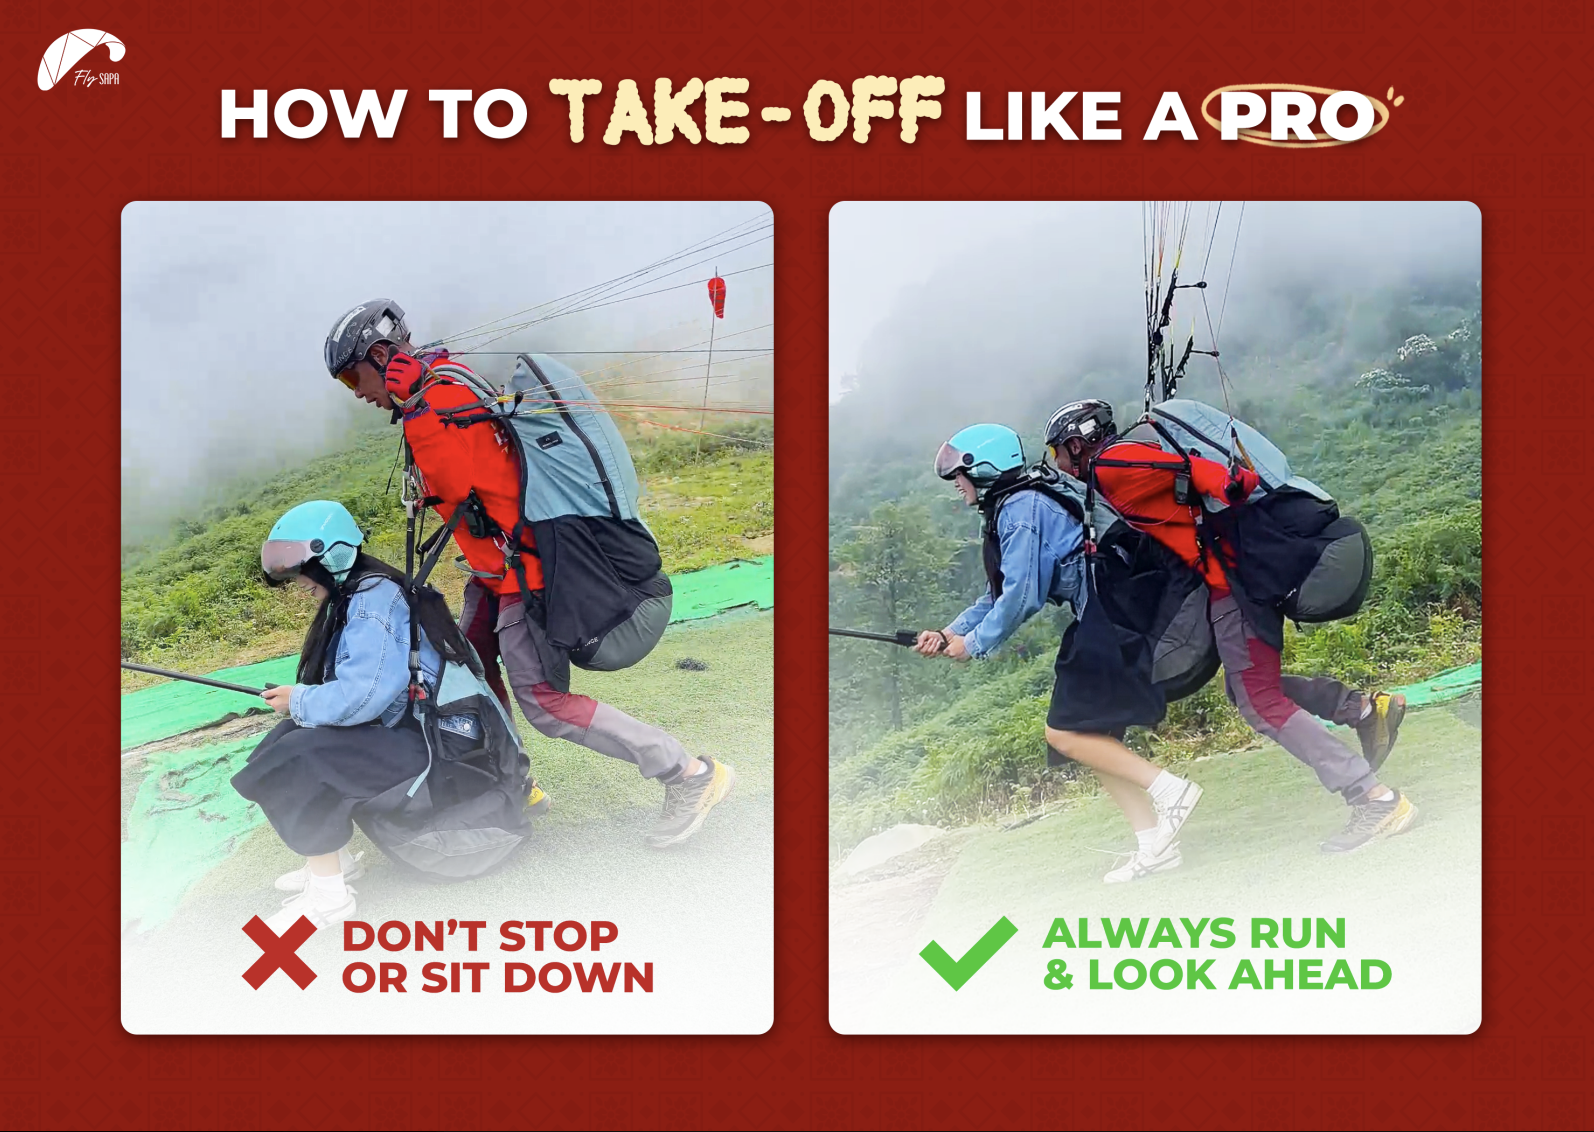 Fly SAPA
HOW TO TAKE-OFF LIKE A PRO
DON'T STOP
OR SIT DOWN
ALWAYS RUN
& LOOK AHEAD